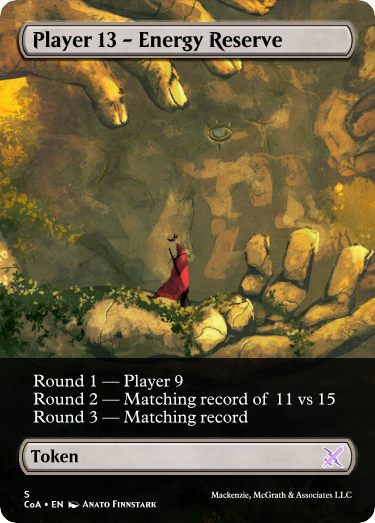 Player 13 - Energy Reserve
Round 1 — Player 9
Round 2 — Matching record of 11 vs 15
Round 3 — Matching record
Token
S
CoA • EN Anato Finnstark
Mackenzie, McGrath & Associates LLC